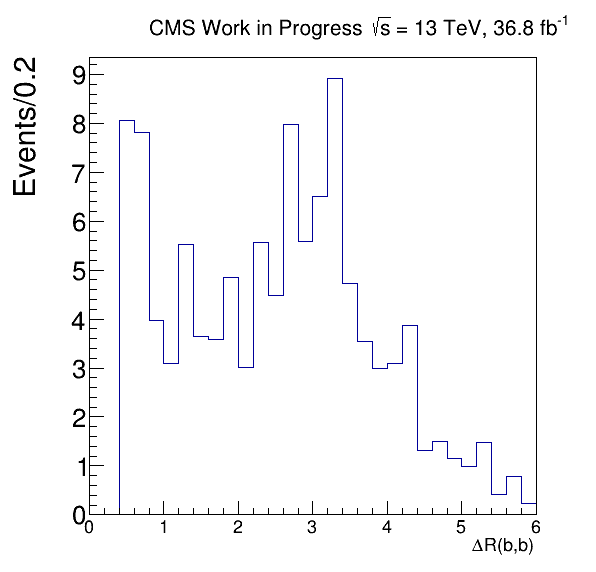 CMS Work in Progress √s = 13 TeV, 36.8 fb⁻¹
Events/0.2
9
8
7
6
5
4
3
2
1
0
0 1 2 3 4 5 6
ΔR(b,b)